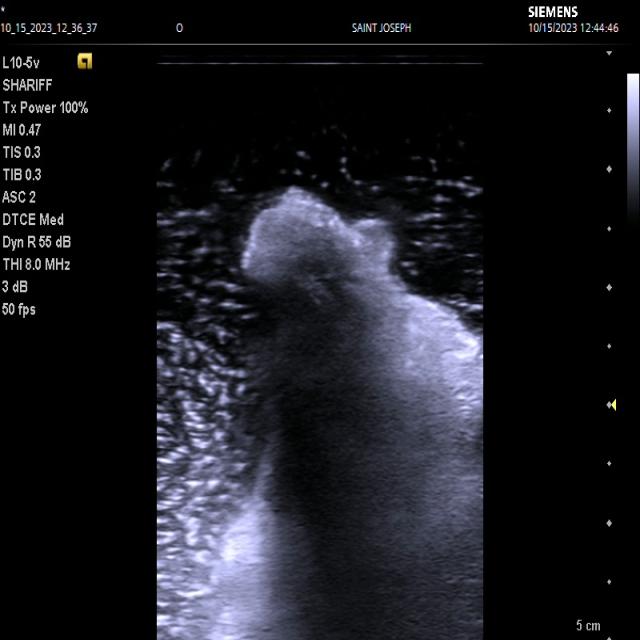 *
SIEMENS
10_15_2023_12_36_37 O SAINT JOSEPH 10/15/2023 12:44:46
L10-5v
SHARIFF
Tx Power 100%
MI 0.47
TIS 0.3
TIB 0.3
ASC 2
DTCE Med
Dyn R 55 dB
THI 8.0 MHz
3 dB
50 fps
5 cm